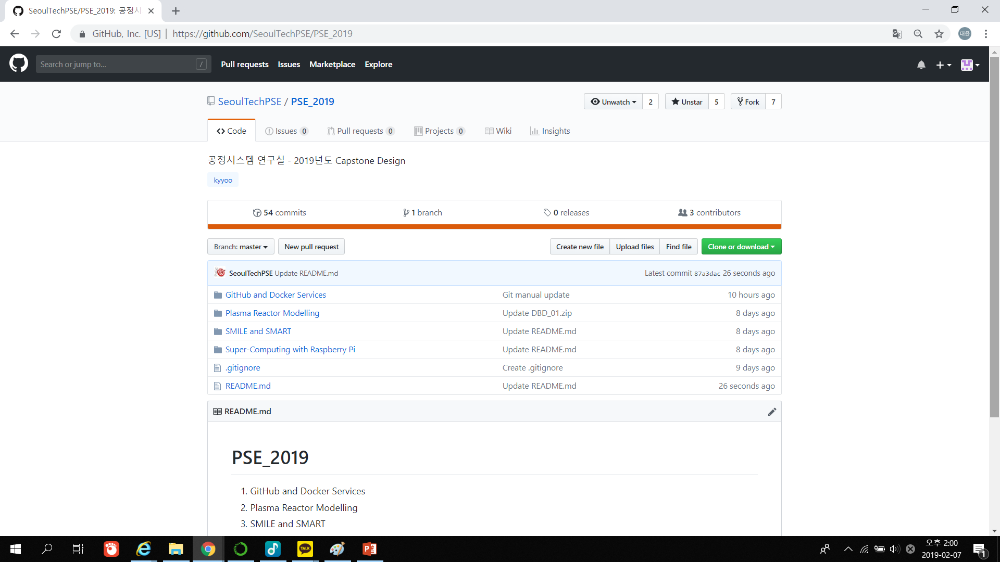 SeoulTechPSE/PSE_2019: 공정시
GitHub, Inc. [US] | https://github.com/SeoulTechPSE/PSE_2019
대윤
Search or jump to... /
Pull requests Issues Marketplace Explore
SeoulTechPSE / PSE_2019
Unwatch 2 Unstar 5 Fork 7
Code Issues 0 Pull requests 0 Projects 0 Wiki Insights
공정시스템 연구실 - 2019년도 Capstone Design
kyyoo
54 commits 1 branch 0 releases 3 contributors
Branch: master New pull request Create new file Upload files Find file Clone or download
SeoulTechPSE Update README.md Latest commit 87a3dac 26 seconds ago
GitHub and Docker Services Git manual update 10 hours ago
Plasma Reactor Modelling Update DBD_01.zip 8 days ago
SMILE and SMART Update README.md 8 days ago
Super-Computing with Raspberry Pi Update README.md 8 days ago
.gitignore Create .gitignore 9 days ago
README.md Update README.md 26 seconds ago
README.md
PSE_2019
1. GitHub and Docker Services
2. Plasma Reactor Modelling
3. SMILE and SMART
TALK
오후 2:00
2019-02-07
1